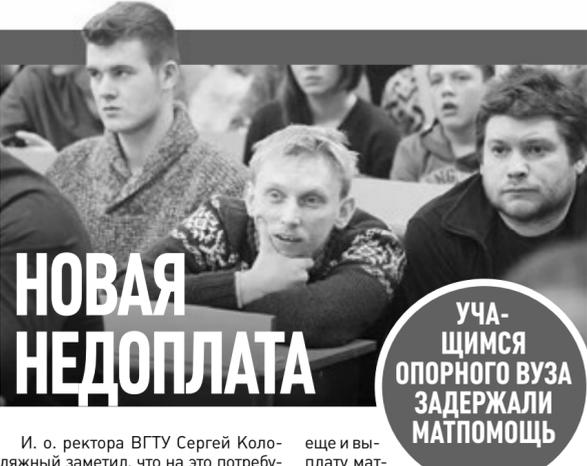 НОВАЯ
НЕДОПЛАТА
УЧА-
ЩИМСЯ
ОПОРНОГО ВУЗА
ЗАДЕРЖАЛИ
МАТПОМОЩЬ
И. о. ректора ВГТУ Сергей Коло-
дяжный заметил, что на это потребу-
еще и вы-
плату мат-